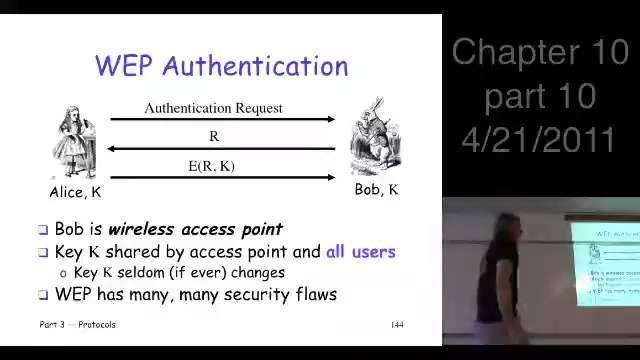 WEP Authentication
Authentication Request
R
E(R, K)
Alice, K
Bob, K
Bob is wireless access point
Key K shared by access point and all users
Key K seldom (if ever) changes
WEP has many, many security flaws
Part 3 — Protocols
144
Chapter 10
part 10
4/21/2011